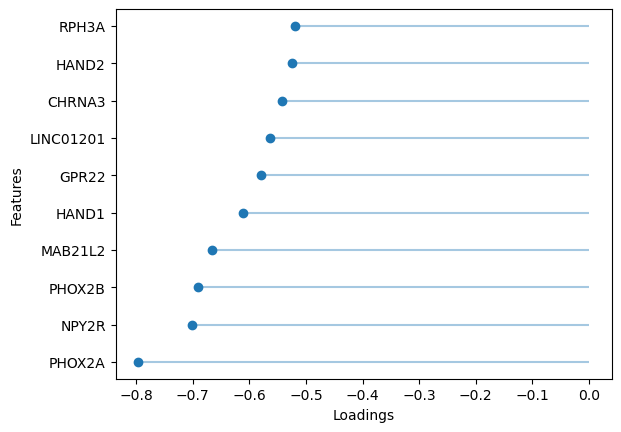 RPH3A
HAND2
CHRNA3
LINC01201
GPR22
HAND1
MAB21L2
PHOX2B
NPY2R
PHOX2A
Features
−0.8 −0.7 −0.6 −0.5 −0.4 −0.3 −0.2 −0.1 0.0
Loadings